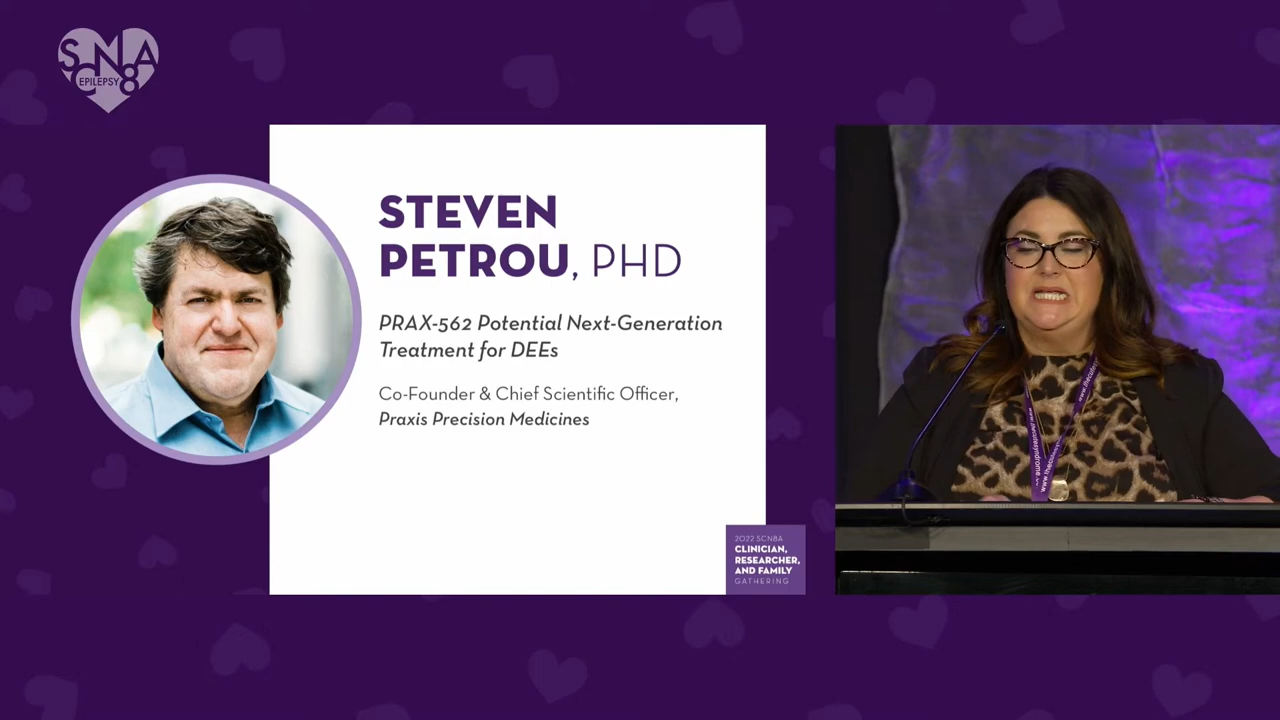 SCN8A
EPILEPSY
STEVEN
PETROU, PHD
PRAX-562 Potential Next-Generation
Treatment for DEEs
Co-Founder & Chief Scientific Officer,
Praxis Precision Medicines
2022 SCN8A
CLINICIAN,
RESEARCHER,
AND FAMILY
GATHERING